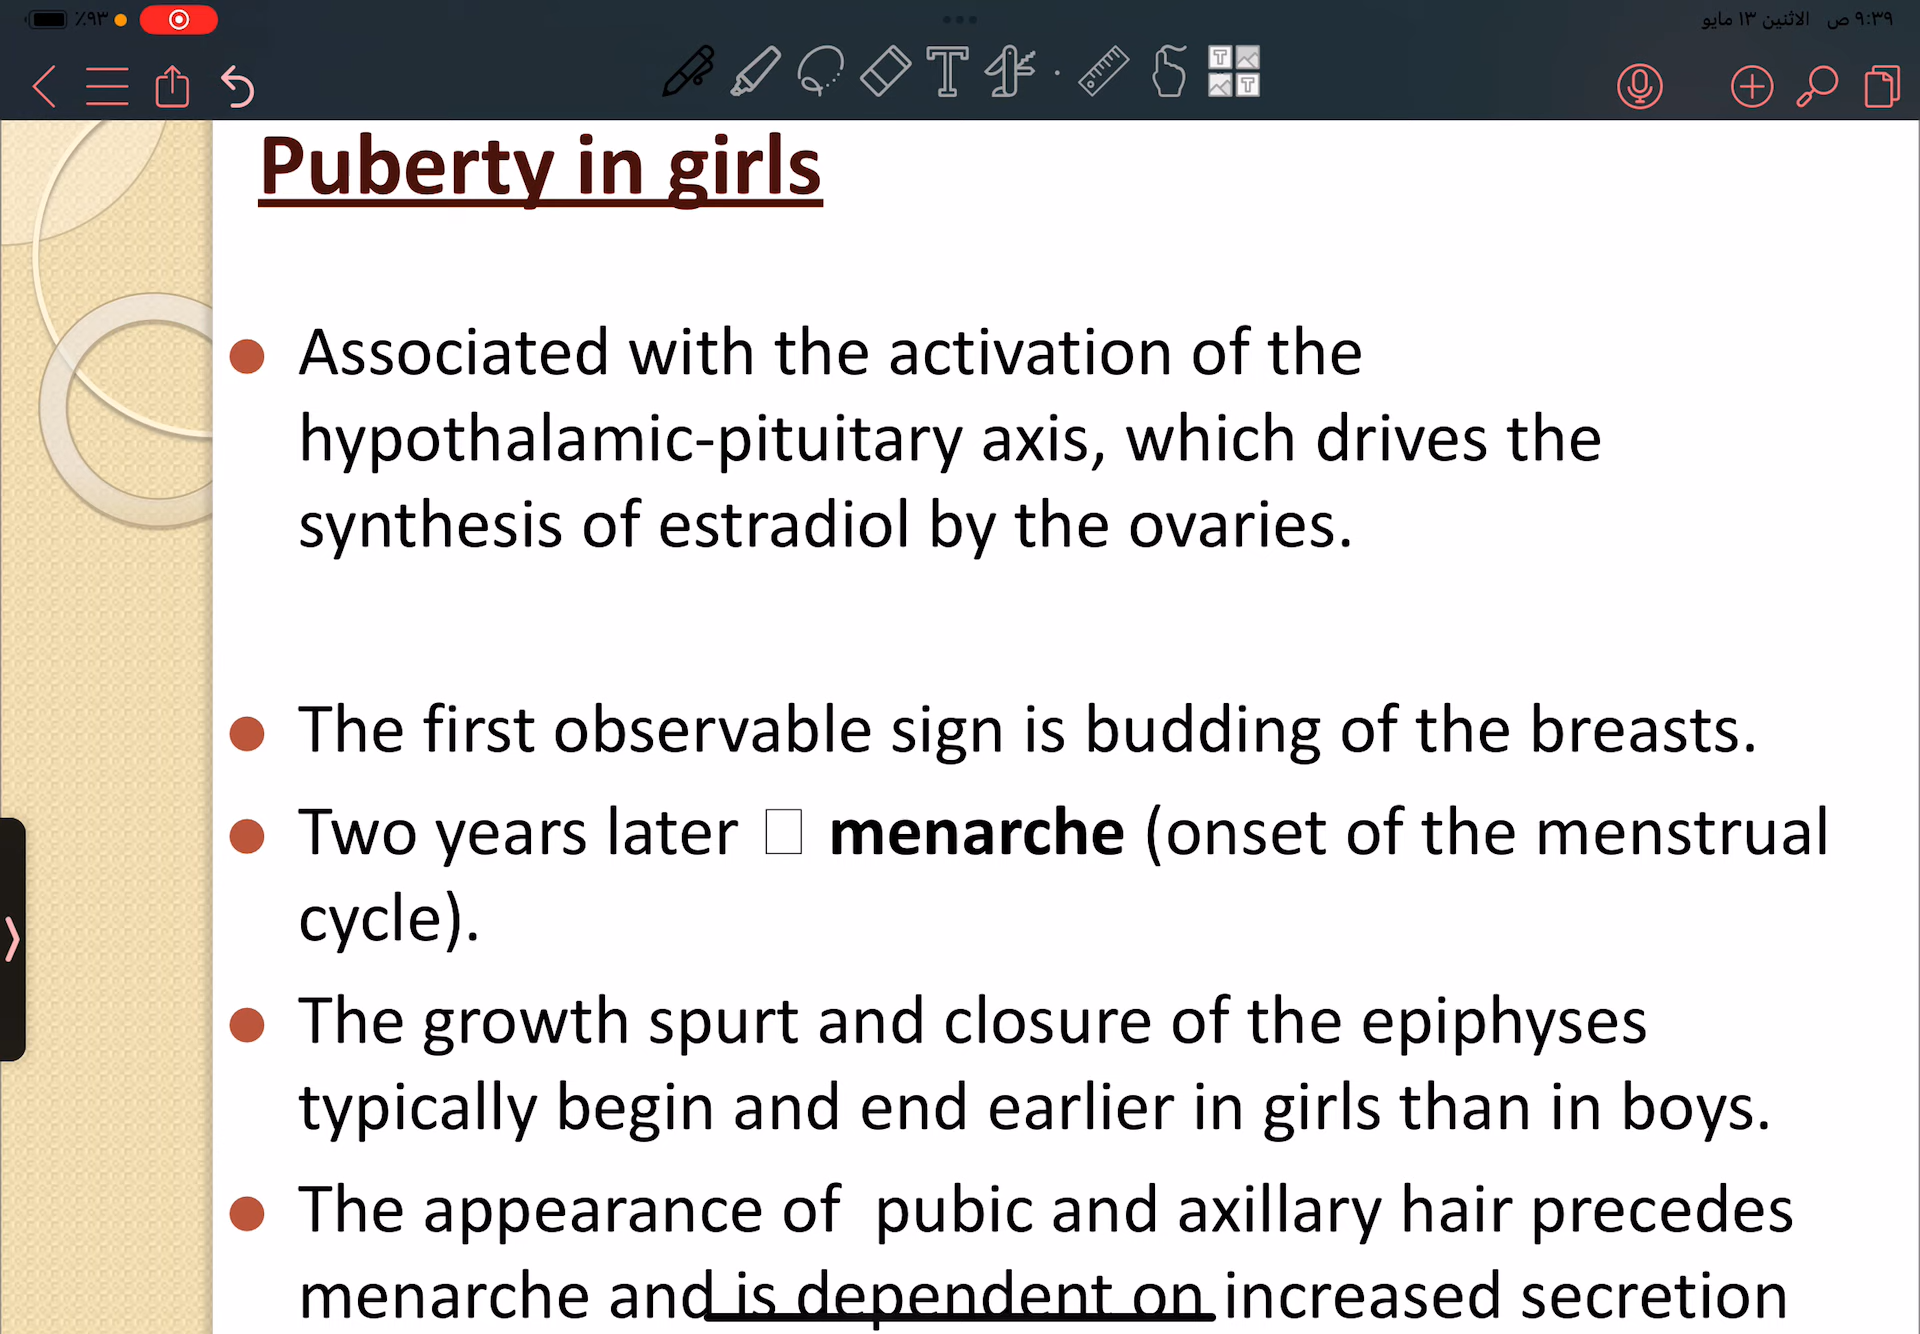 ٪٩٣
٩:٣٩ ص الاثنين ١٣ مايو
Puberty in girls
Associated with the activation of the
hypothalamic-pituitary axis, which drives the
synthesis of estradiol by the ovaries.
The first observable sign is budding of the breasts.
Two years later □ menarche (onset of the menstrual
cycle).
The growth spurt and closure of the epiphyses
typically begin and end earlier in girls than in boys.
The appearance of pubic and axillary hair precedes
menarche and is dependent on increased secretion